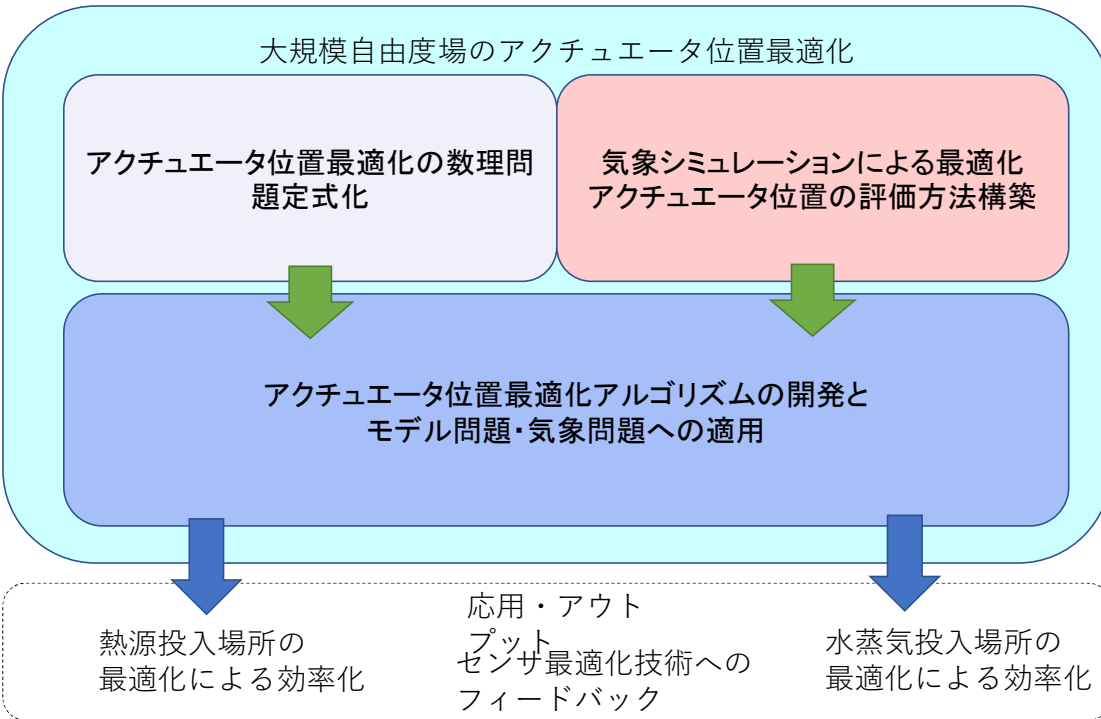 大規模自由度場のアクチュエータ位置最適化
アクチュエータ位置最適化の数理問
題定式化
気象シミュレーションによる最適化
アクチュエータ位置の評価方法構築
アクチュエータ位置最適化アルゴリズムの開発と
モデル問題・気象問題への適用
応用・アウト
プット
熱源投入場所の
最適化による効率化
センサ最適化技術への
フィードバック
水蒸気投入場所の
最適化による効率化